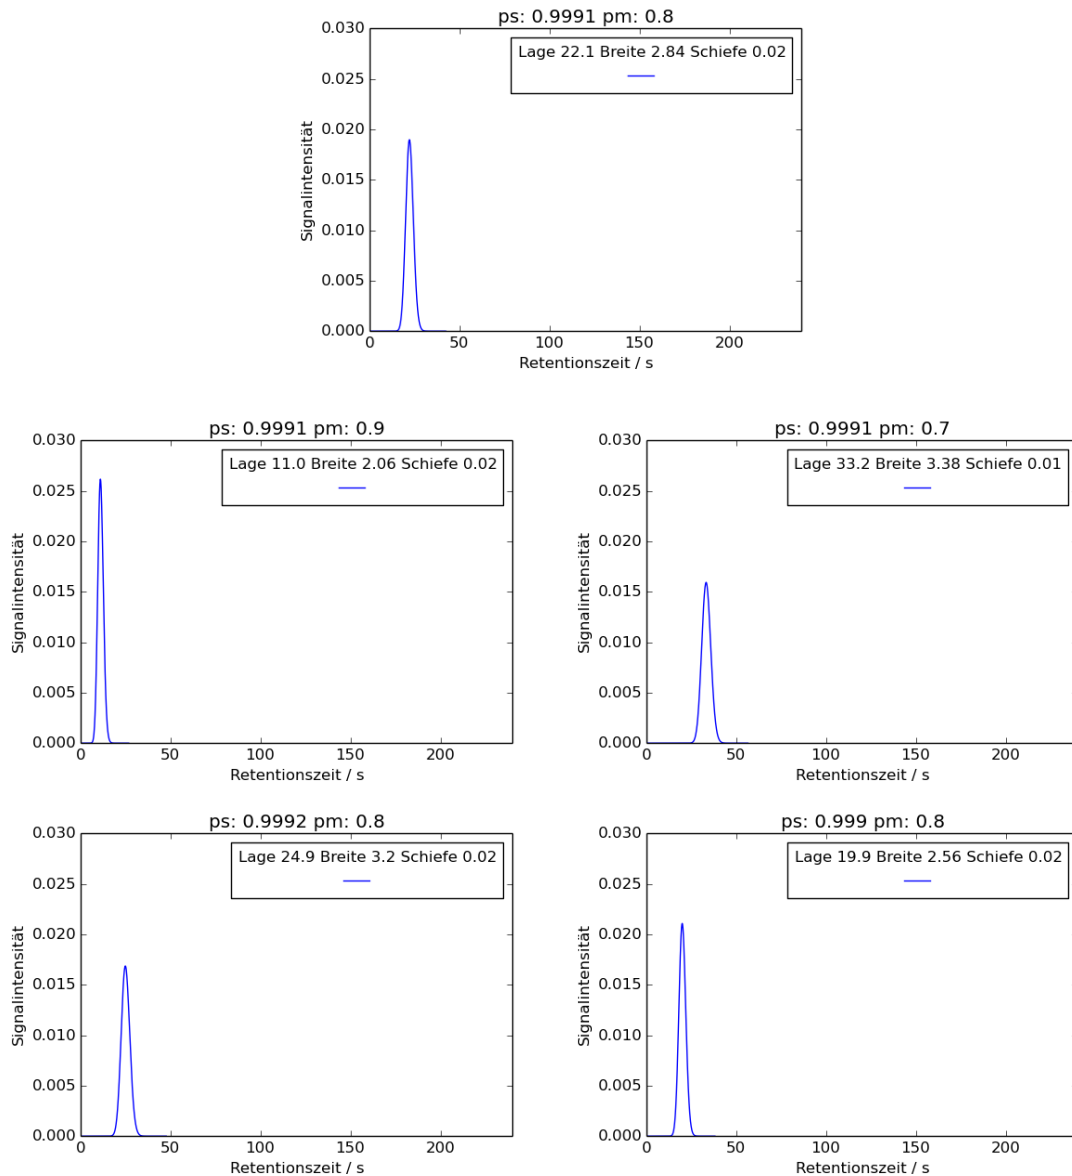 ps: 0.9991 pm: 0.8
Lage 22.1 Breite 2.84 Schiefe 0.02
0.030
0.025
0.020
0.015
0.010
0.005
0.000
Signalintensität
0 50 100 150 200
Retentionszeit / s
ps: 0.9991 pm: 0.9
Lage 11.0 Breite 2.06 Schiefe 0.02
0.030
0.025
0.020
0.015
0.010
0.005
0.000
Signalintensität
0 50 100 150 200
Retentionszeit / s
ps: 0.9991 pm: 0.7
Lage 33.2 Breite 3.38 Schiefe 0.01
0.030
0.025
0.020
0.015
0.010
0.005
0.000
Signalintensität
0 50 100 150 200
Retentionszeit / s
ps: 0.9992 pm: 0.8
Lage 24.9 Breite 3.2 Schiefe 0.02
0.030
0.025
0.020
0.015
0.010
0.005
0.000
Signalintensität
0 50 100 150 200
Retentionszeit / s
ps: 0.999 pm: 0.8
Lage 19.9 Breite 2.56 Schiefe 0.02
0.030
0.025
0.020
0.015
0.010
0.005
0.000
Signalintensität
0 50 100 150 200
Retentionszeit / s